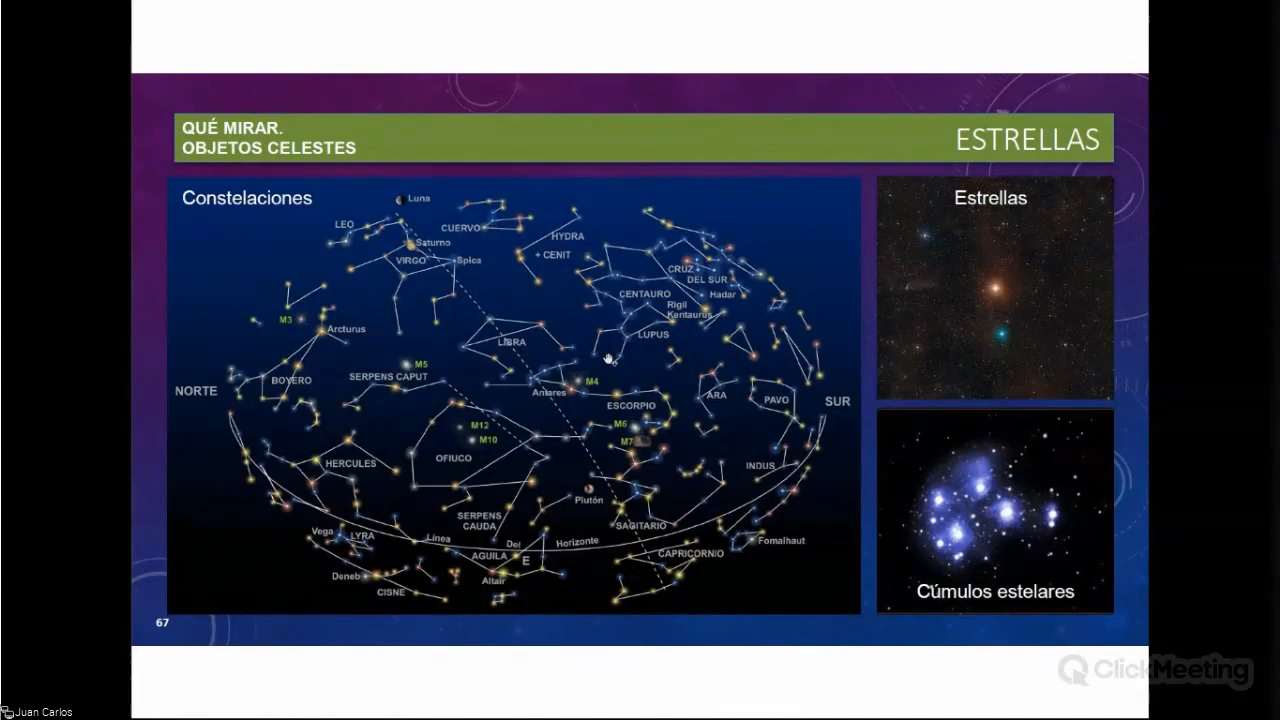 QUÉ MIRAR.
OBJETOS CELESTES
ESTRELLAS
Constelaciones
Luna
LEO
CUERVO
HYDRA
Saturno
VIRGO
Spica
+ CENIT
CRUZ
DEL SUR
CENTAURO
Hadar
Rigil
Kentaurus
M3
Arcturus
LIBRA
LUPUS
M5
SERPENS CAPUT
BOYERO
NORTE
M4
Antares
ESCORPIO
ARA
PAVO
SUR
M12
M10
M6
M7
OFIUCO
HERCULES
INDUS
Plutón
SERPENS
CAUDA
SAGITARIO
Vega
LYRA
Línea
Del
Horizonte
Fomalhaut
AGUILA
E
CAPRICORNIO
Deneb
Altair
CISNE
Estrellas
Cúmulos estelares
67
ClickMeeting
Juan Carlos